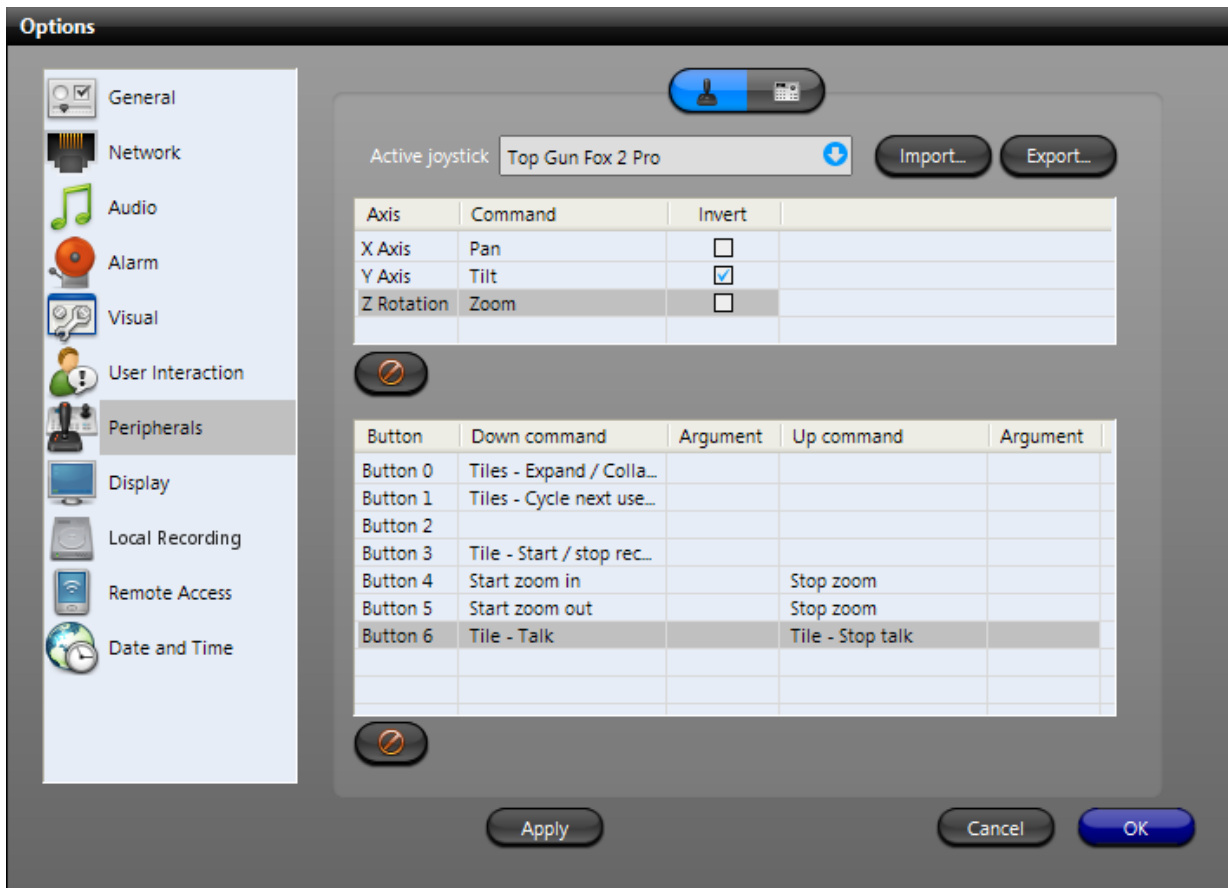 Options
General
Network
Audio
Alarm
Visual
User Interaction
Peripherals
Display
Local Recording
Remote Access
Date and Time
Active joystick Top Gun Fox 2 Pro Import... Export...
Axis Command Invert
X Axis Pan
Y Axis Tilt
Z Rotation Zoom
Button Down command Argument Up command Argument
Button 0 Tiles - Expand / Colla...
Button 1 Tiles - Cycle next use...
Button 2
Button 3 Tile - Start / stop rec...
Button 4 Start zoom in Stop zoom
Button 5 Start zoom out Stop zoom
Button 6 Tile - Talk Tile - Stop talk
Apply Cancel OK